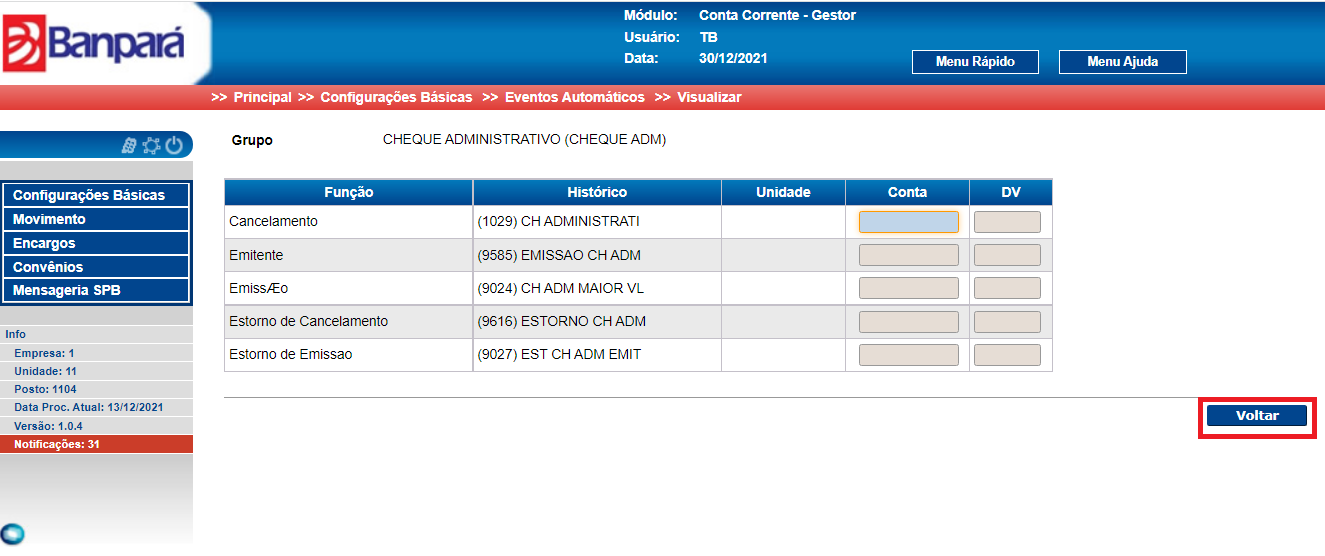 Banpará
Módulo: Conta Corrente - Gestor
Usuário: TB
Data: 30/12/2021
Menu Rápido Menu Ajuda
>> Principal >> Configurações Básicas >> Eventos Automáticos >> Visualizar
Configurações Básicas
Movimento
Encargos
Convênios
Mensageria SPB
Info
Empresa: 1
Unidade: 11
Posto: 1104
Data Proc. Atual: 13/12/2021
Versão: 1.0.4
Notificações: 31
Grupo CHEQUE ADMINISTRATIVO (CHEQUE ADM)
Função Histórico Unidade Conta DV
Cancelamento (1029) CH ADMINISTRATI
Emitente (9585) EMISSAO CH ADM
EmissÆo (9024) CH ADM MAIOR VL
Estorno de Cancelamento (9616) ESTORNO CH ADM
Estorno de Emissao (9027) EST CH ADM EMIT
Voltar